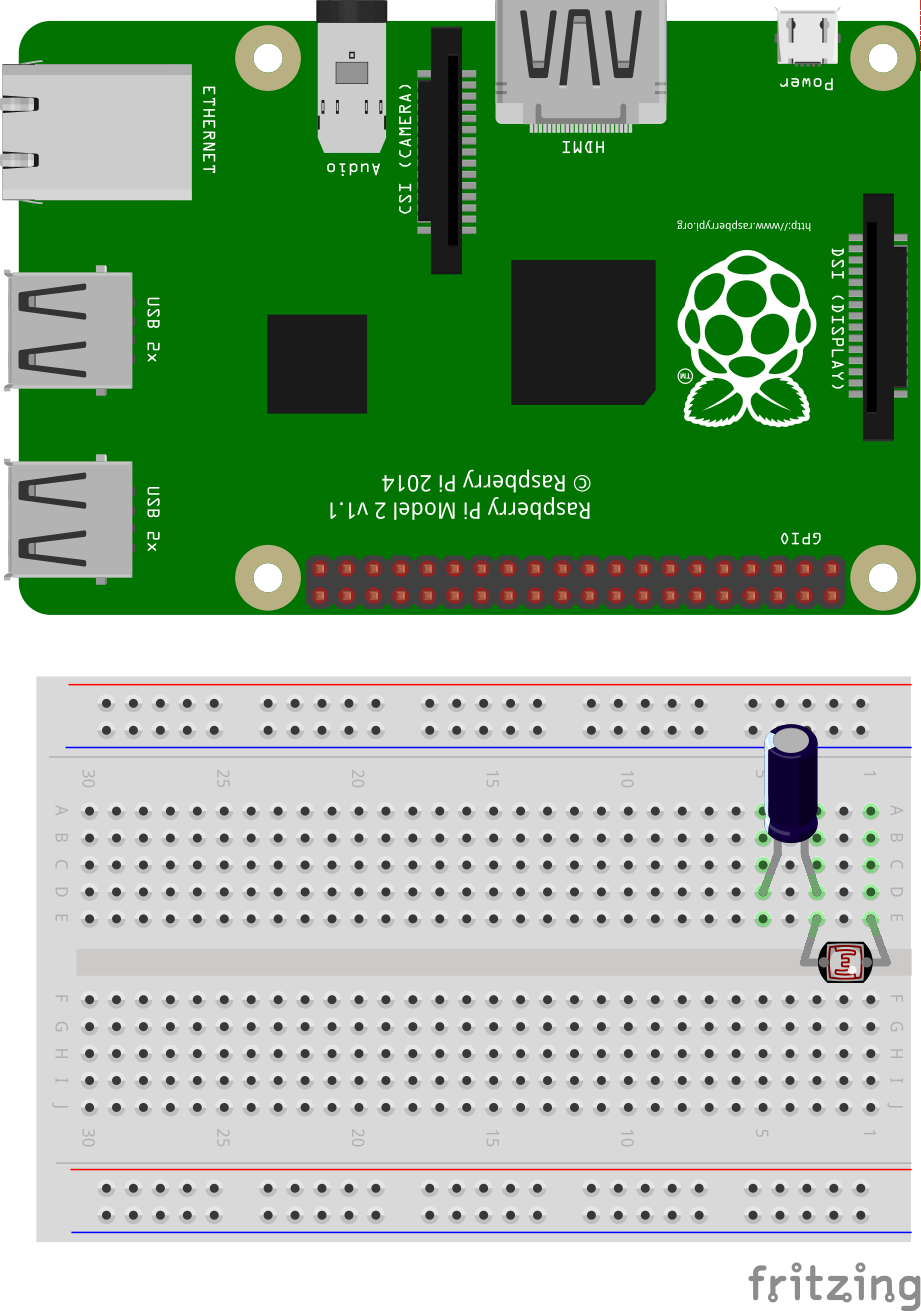 Power
ETHERNET
CSI (CAMERA)
HDMI
Audio
http://www.raspberrypi.org
DSI (DISPLAY)
USB 2x
TM
© Raspberry Pi 2014
Raspberry Pi Model 2 v1.1
USB 2x
GPIO
30 25 20 15 10 5 1
A A
B B
C C
D D
E E
F F
G G
H H
I I
J J
30 25 20 15 10 5 1
fritzing